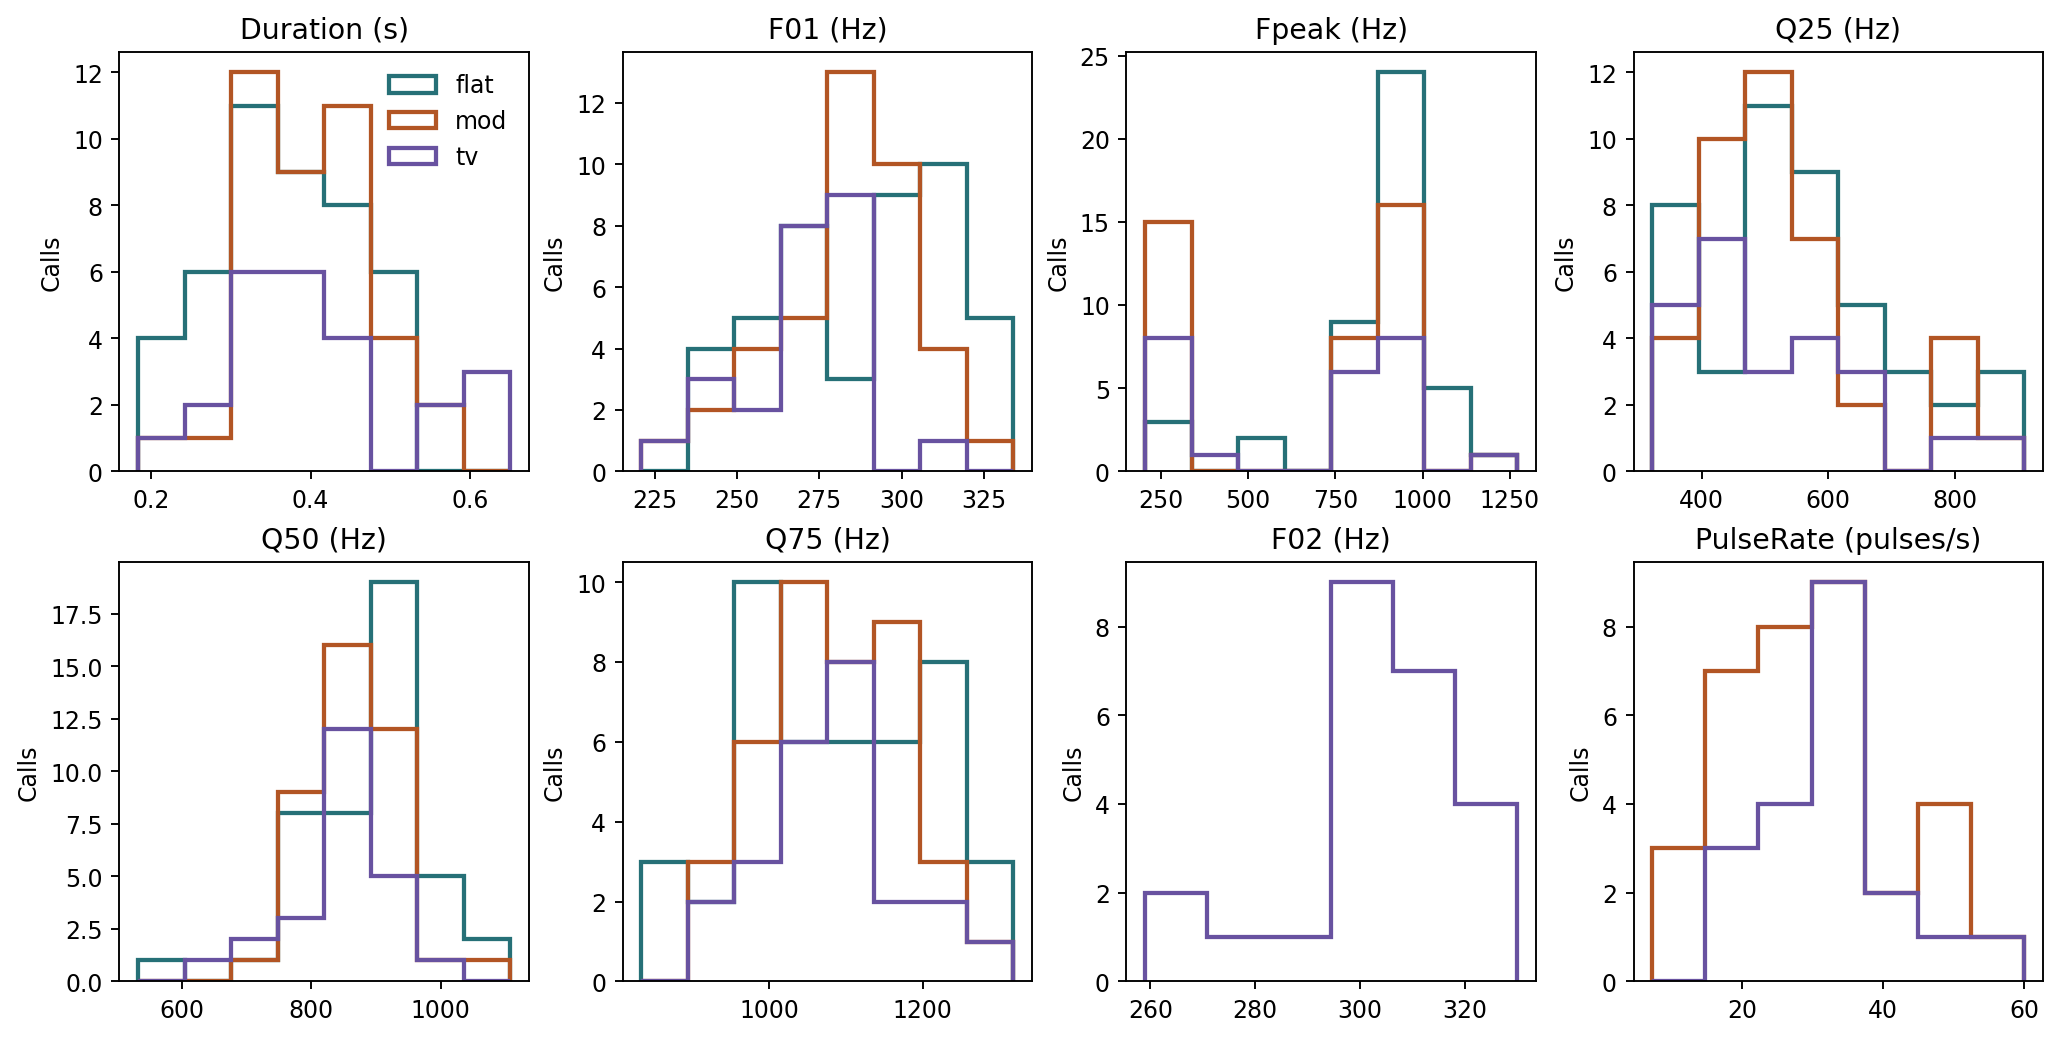 Duration (s)
Calls
12
10
8
6
4
2
0
0.2 0.4 0.6
flat
mod
tv
F01 (Hz)
Calls
12
10
8
6
4
2
0
225 250 275 300 325
Fpeak (Hz)
Calls
25
20
15
10
5
0
250 500 750 1000 1250
Q25 (Hz)
Calls
12
10
8
6
4
2
0
400 600 800
Q50 (Hz)
Calls
17.5
15.0
12.5
10.0
7.5
5.0
2.5
0.0
600 800 1000
Q75 (Hz)
Calls
10
8
6
4
2
0
1000 1200
F02 (Hz)
Calls
8
6
4
2
0
260 280 300 320
PulseRate (pulses/s)
Calls
8
6
4
2
0
20 40 60